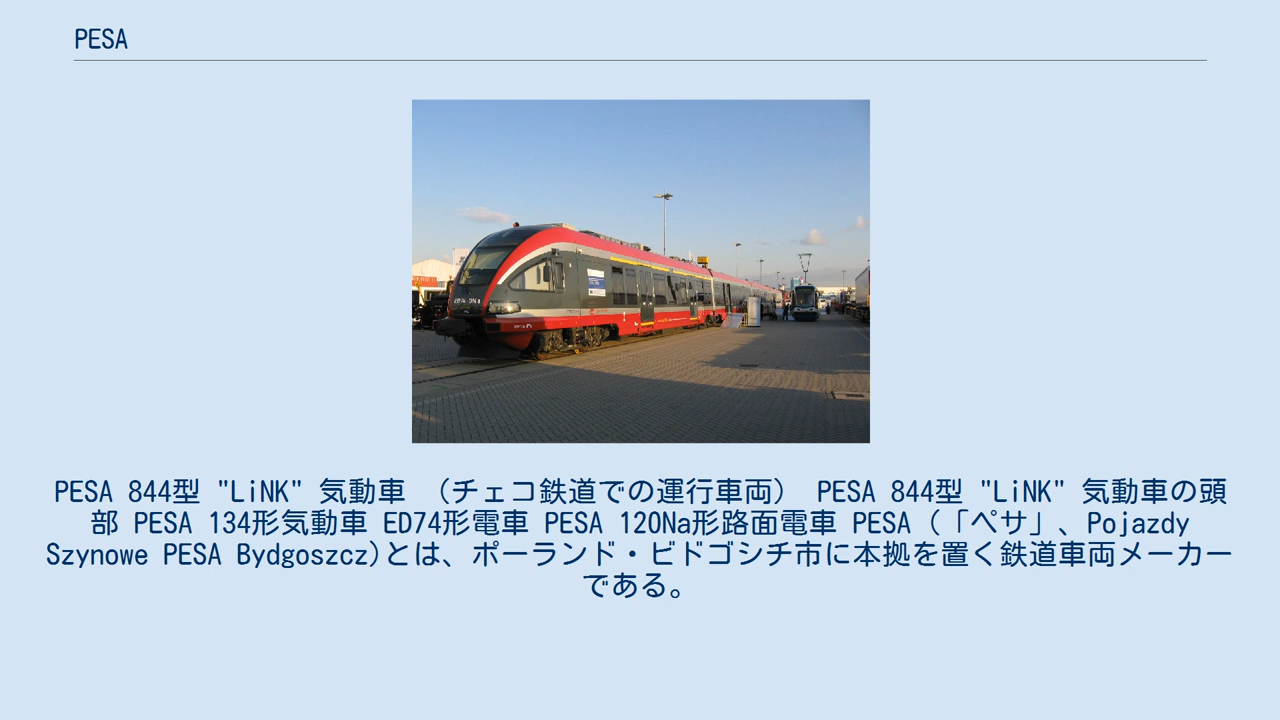 PESA
PESA 844型 "LiNK" 気動車 （チェコ鉄道での運行車両） PESA 844型 "LiNK" 気動車の頭
部 PESA 134形気動車 ED74形電車 PESA 120Na形路面電車 PESA (「ペサ」、Pojazdy
Szynowe PESA Bydgoszcz)とは、ポーランド・ビドゴシチ市に本拠を置く鉄道車両メーカー
である。